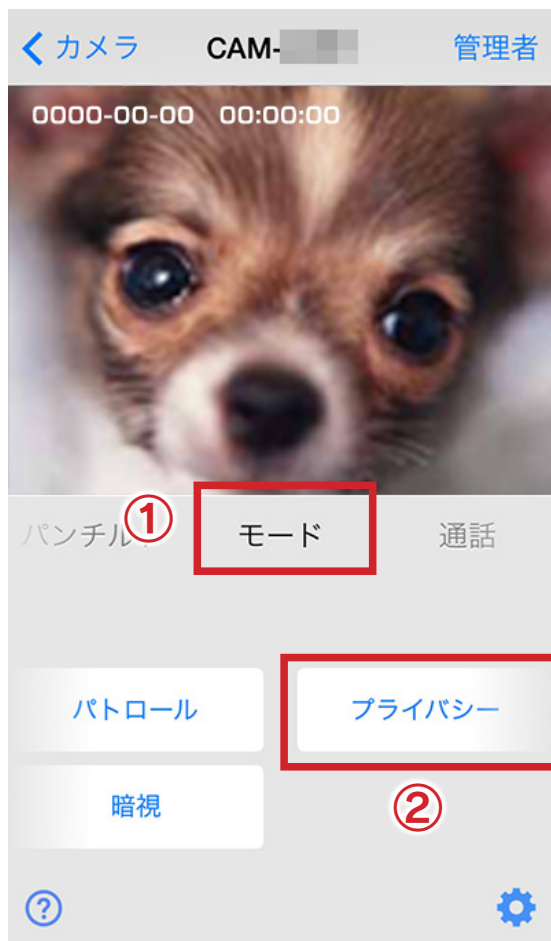 カメラ CAM- 管理者
0000-00-00 00:00:00
①
パンチル モード 通話
パトロール プライバシー
暗視 ②
?